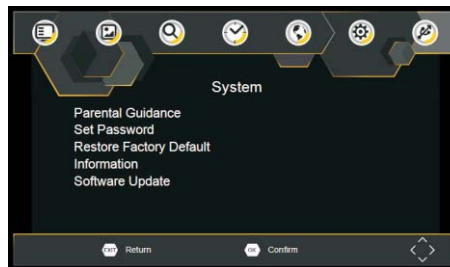 System
Parental Guidance
Set Password
Restore Factory Default
Information
Software Update
EXIT Return OK Confirm